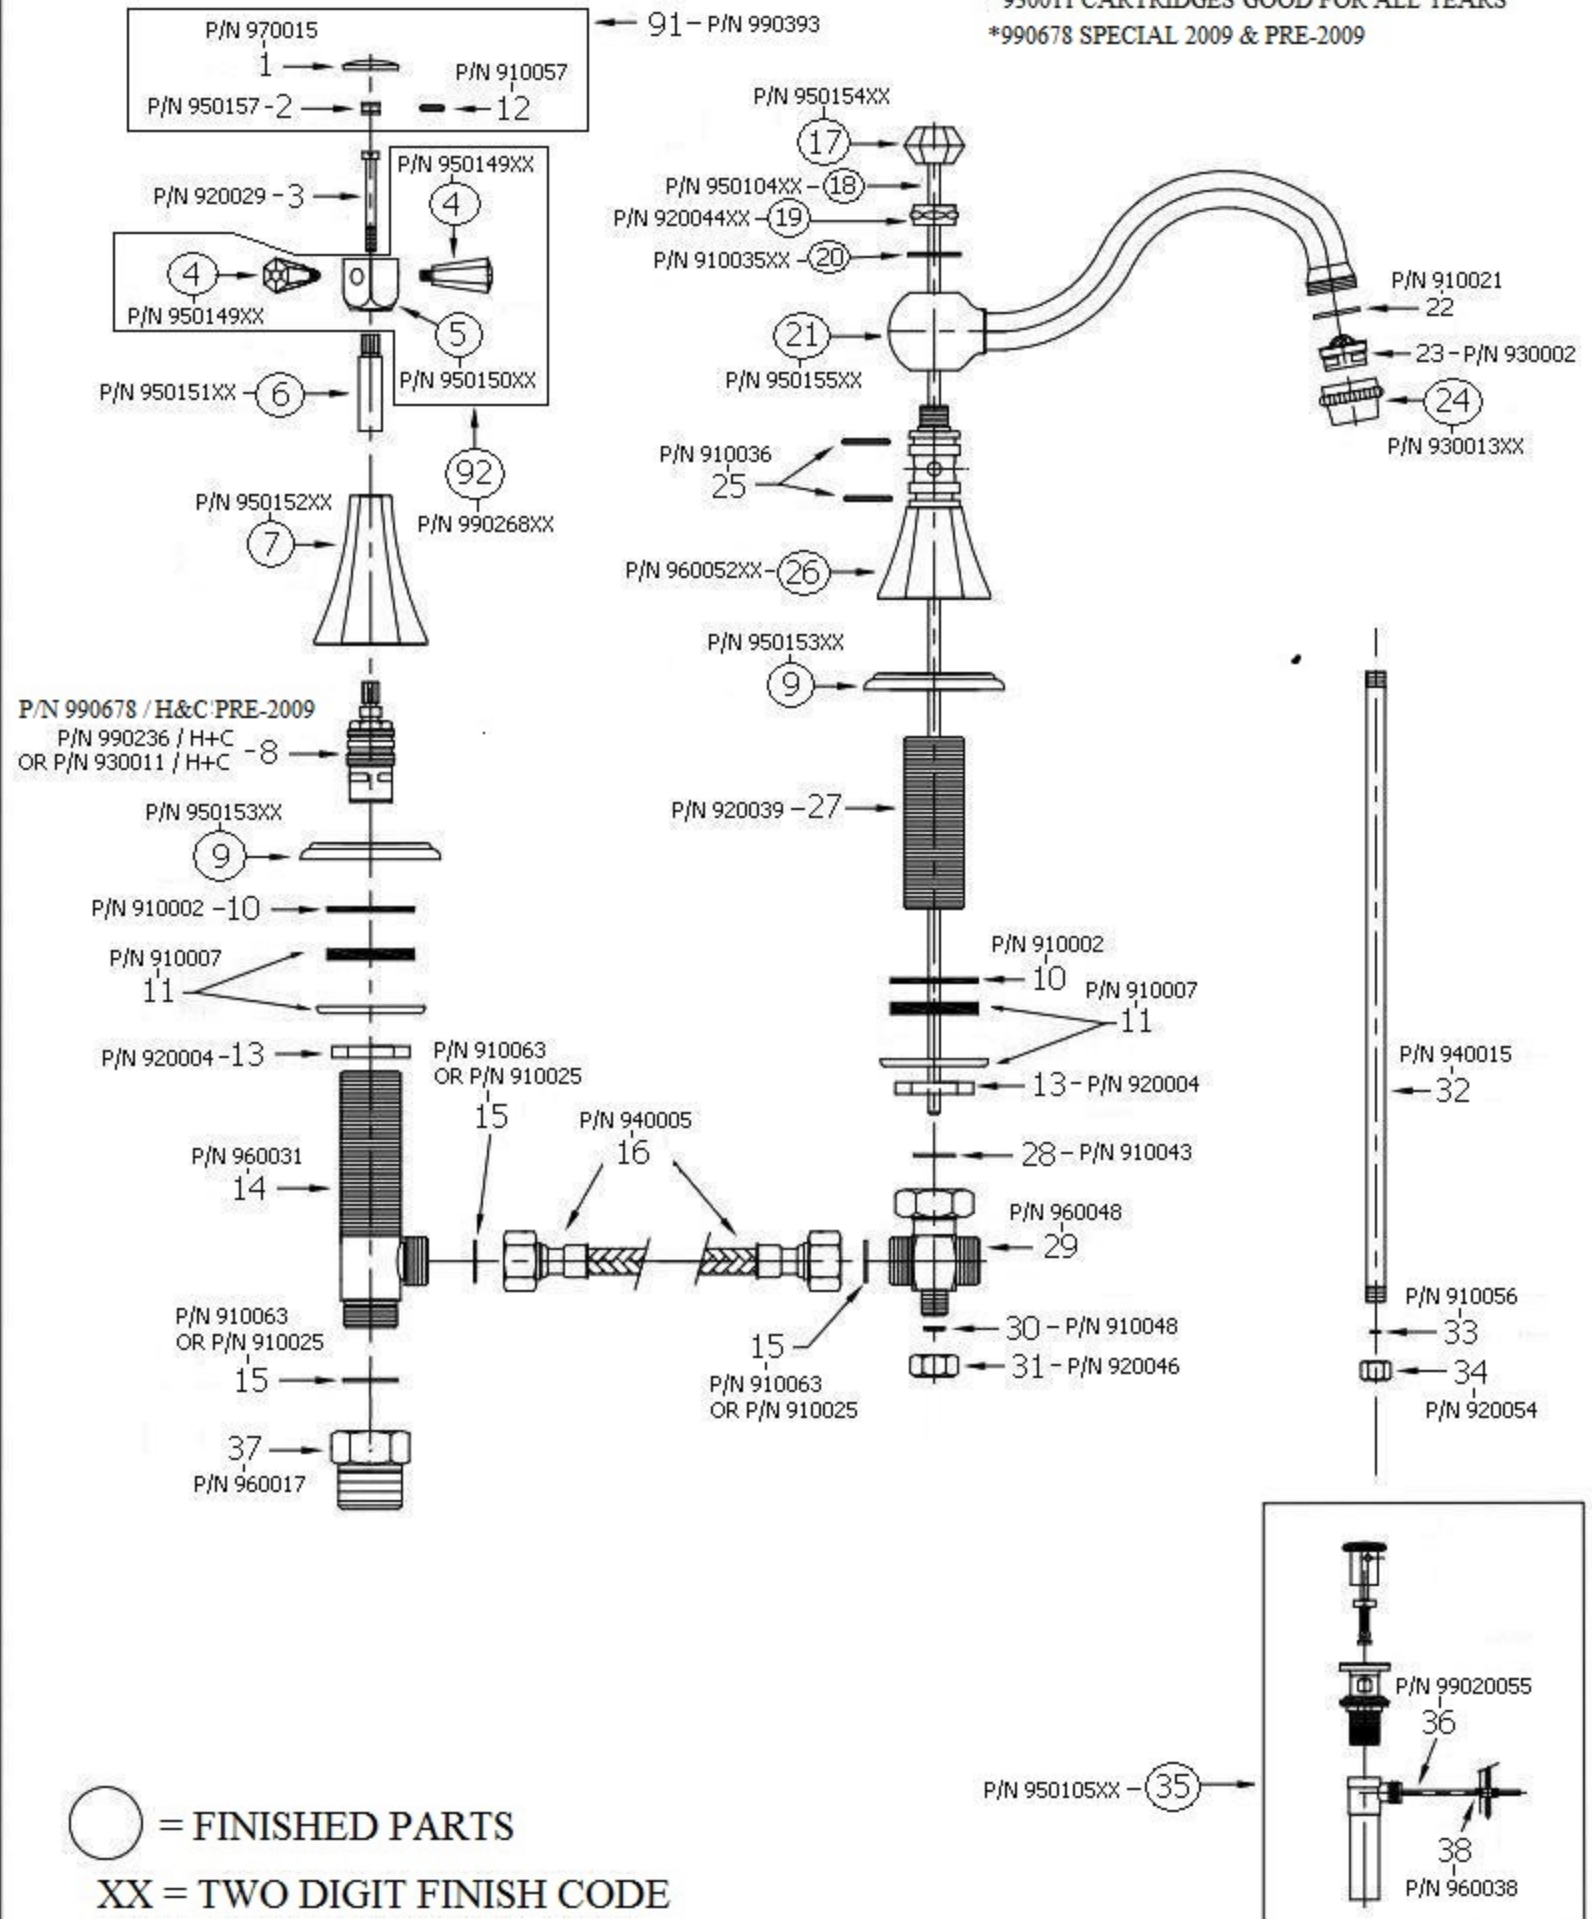 930011 CARTRIDGES GOOD FOR ALL YEARS
*990678 SPECIAL 2009 & PRE-2009
91 - P/N 990393
P/N 970015
1
P/N 950157 - 2
P/N 910057
12
P/N 920029 - 3
P/N 950149XX
4
4
P/N 950149XX
5
P/N 950150XX
P/N 950151XX - 6
92
P/N 990268XX
P/N 950152XX
7
P/N 990678 / H&C PRE-2009
P/N 990236 / H+C
OR P/N 930011 / H+C - 8
P/N 950153XX
9
P/N 910002 - 10
P/N 910007
11
P/N 920004 - 13
P/N 960031
14
P/N 910063
OR P/N 910025
15
P/N 940005
16
P/N 910063
OR P/N 910025
15
37
P/N 960017
P/N 950154XX
17
P/N 950104XX - 18
P/N 920044XX - 19
P/N 910035XX - 20
21
P/N 950155XX
P/N 910021
22
23 - P/N 930002
24
P/N 930013XX
P/N 910036
25
P/N 960052XX - 26
P/N 950153XX
9
P/N 920039 - 27
P/N 910002
10
P/N 910007
11
13 - P/N 920004
28 - P/N 910043
P/N 960048
29
15
P/N 910063
OR P/N 910025
30 - P/N 910048
31 - P/N 920046
P/N 940015
32
P/N 910056
33
34
P/N 920054
P/N 99020055
36
P/N 950105XX - 35
38
P/N 960038
= FINISHED PARTS
XX = TWO DIGIT FINISH CODE